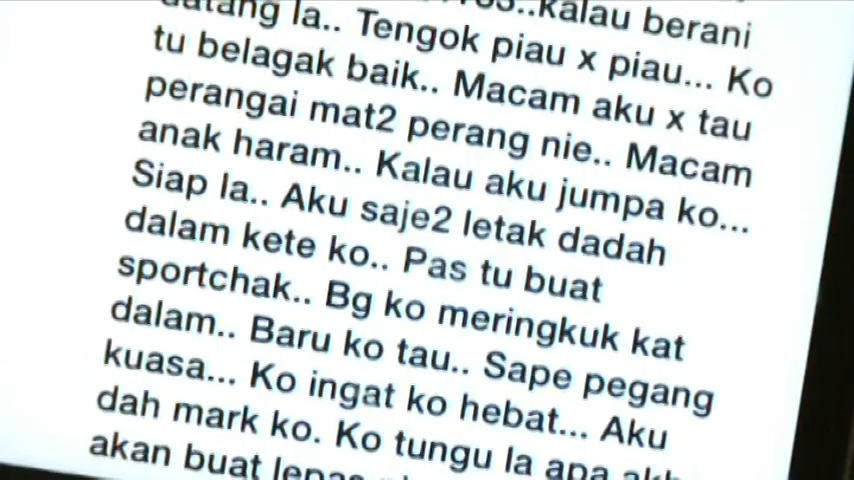 la.. Tengok piau x piau... Ko
tu belagak baik.. Macam aku x tau
perangai mat2 perang nie.. Macam
anak haram.. Kalau aku jumpa ko...
Siap la.. Aku saje2 letak dadah
dalam kete ko.. Pas tu buat
sportchak.. Bg ko meringkuk kat
dalam.. Baru ko tau.. Sape pegang
kuasa... Ko ingat ko hebat... Aku
dah mark ko. Ko tungu la apa
akan buat